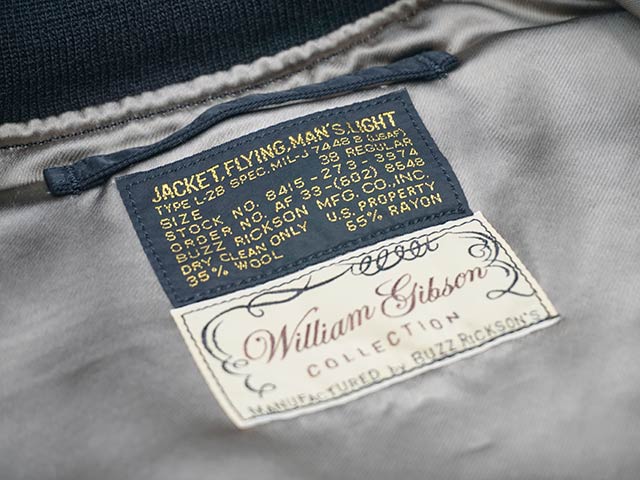 JACKET,FLYING,MAN'S,LIGHT
TYPE L-2B SPEC.MIL-J 7448 B (USAF)
SIZE 38 REGULAR
STOCK NO. 8415-273-3974
ORDER NO. AF 33-(602) 8548
BUZZ RICKSON MFG. CO. INC.
DRY CLEAN ONLY U.S. PROPERTY
35% WOOL 65% RAYON
William Gibson
COLLECTION
MANUFACTURED by BUZZ RICKSON'S